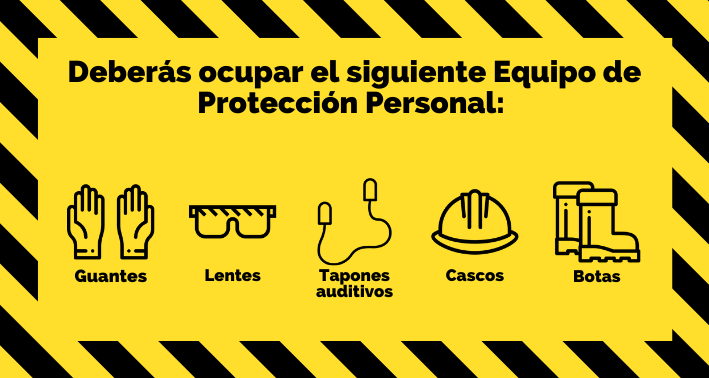 Deberás ocupar el siguiente Equipo de
Protección Personal:
Guantes
Lentes
Tapones
auditivos
Cascos
Botas